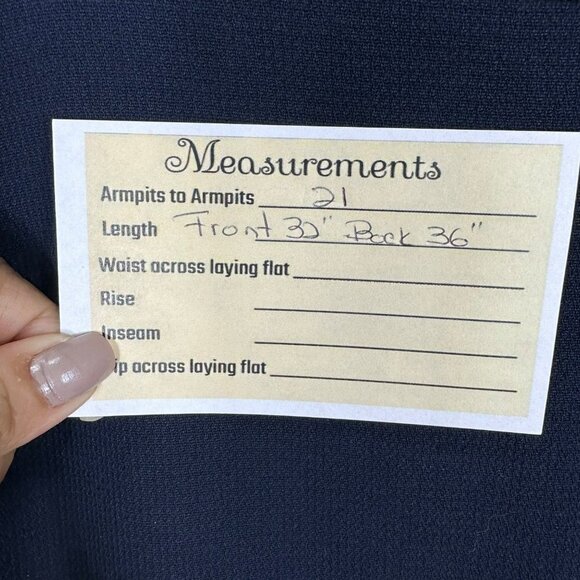 Measurements
Armpits to Armpits 21
Length Front 32" Back 36"
Waist across laying flat
Rise
Inseam
ip across laying flat